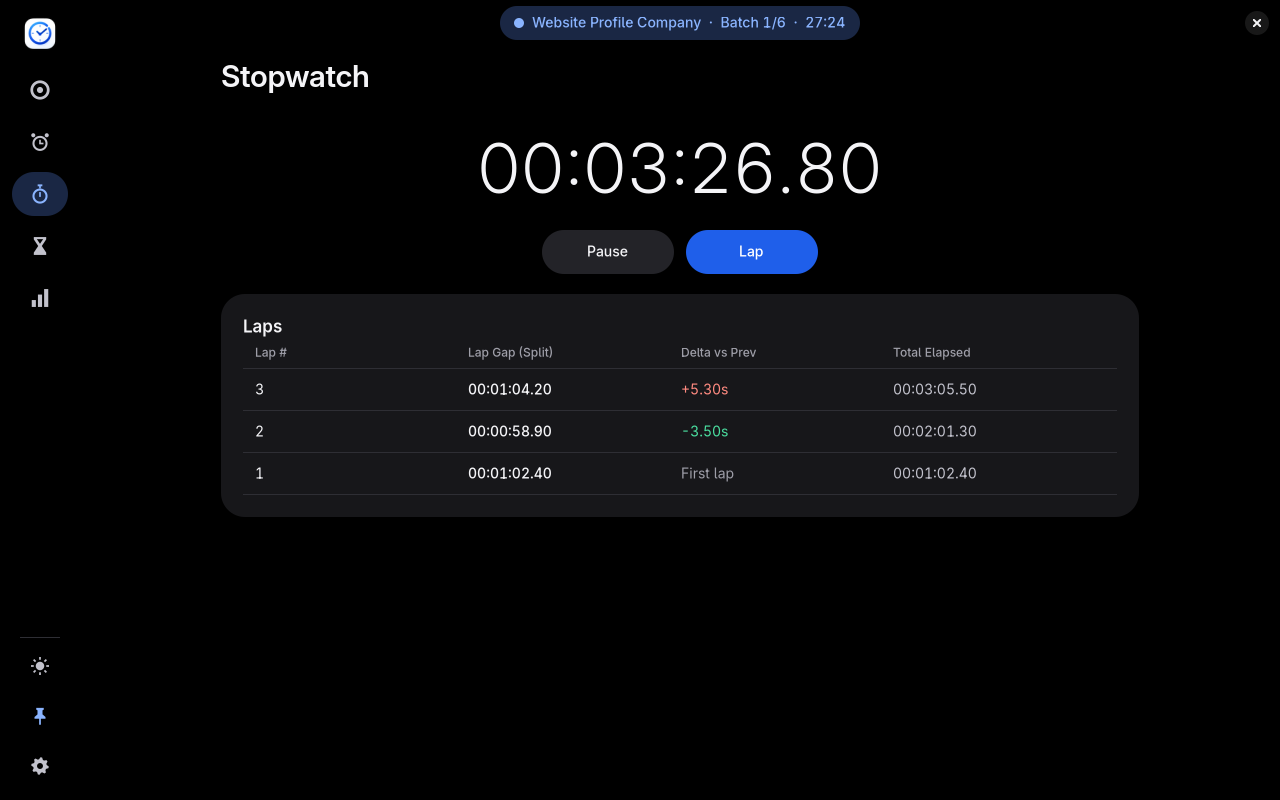 Website Profile Company · Batch 1/6 · 27:24
Stopwatch
00:03:26.80
Pause Lap
Laps
Lap # Lap Gap (Split) Delta vs Prev Total Elapsed
3 00:01:04.20 +5.30s 00:03:05.50
2 00:00:58.90 -3.50s 00:02:01.30
1 00:01:02.40 First lap 00:01:02.40